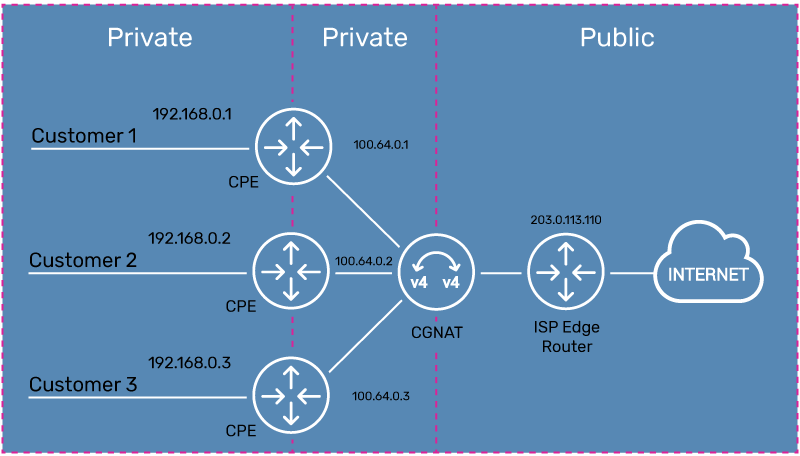 Private
Private
Public
192.168.0.1
Customer 1
100.64.0.1
CPE
192.168.0.2
203.0.113.110
Customer 2
100.64.0.2
INTERNET
v4 v4
CPE
CGNAT
ISP Edge
Router
192.168.0.3
Customer 3
100.64.0.3
CPE